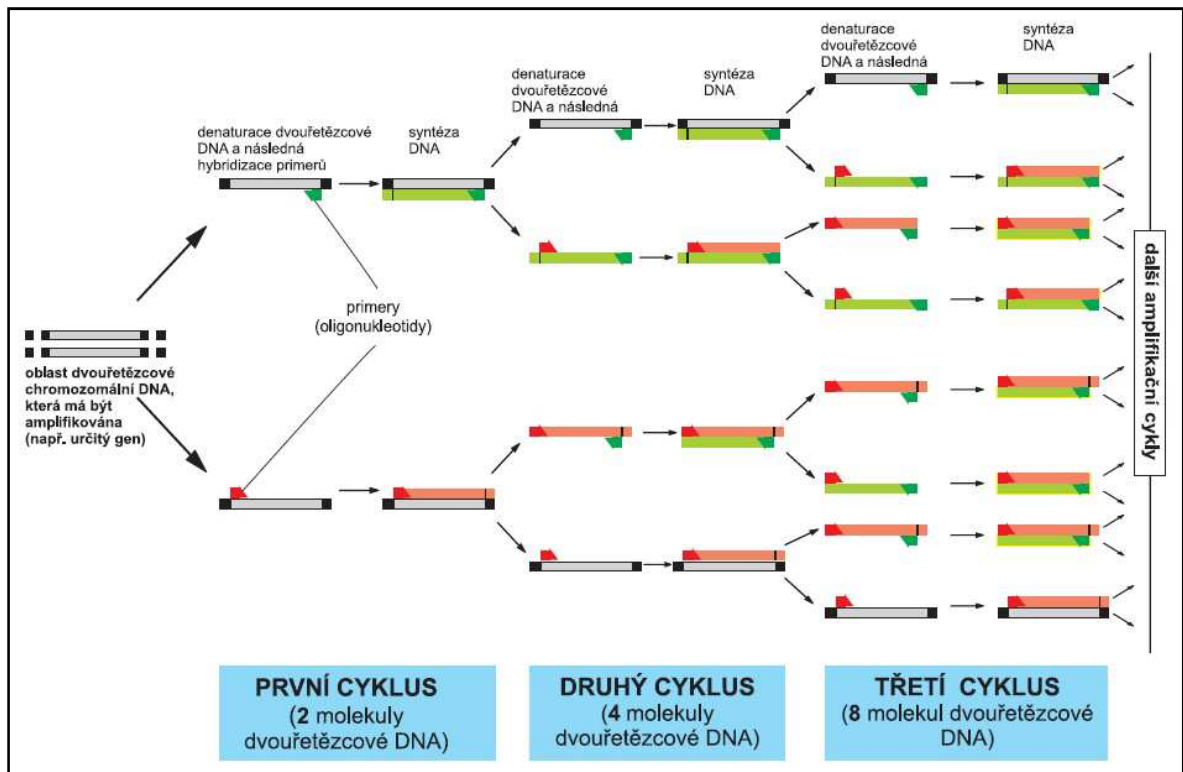 denaturace
dvouřetězcové
DNA a následná
syntéza
DNA
denaturace
dvouřetězcové
DNA a následná
syntéza
DNA
denaturace dvouřetězcové
DNA a následná
hybridizace primerů
syntéza
DNA
primery
(oligonukleotidy)
oblast dvouřetězcové
chromozomální DNA,
která má být
amplifikována
(např. určitý gen)
další amplifikační cykly
PRVNÍ CYKLUS
(2 molekuly
dvouřetězcové DNA)
DRUHÝ CYKLUS
(4 molekuly
dvouřetězcové DNA)
TŘETÍ CYKLUS
(8 molekul dvouřetězcové
DNA)